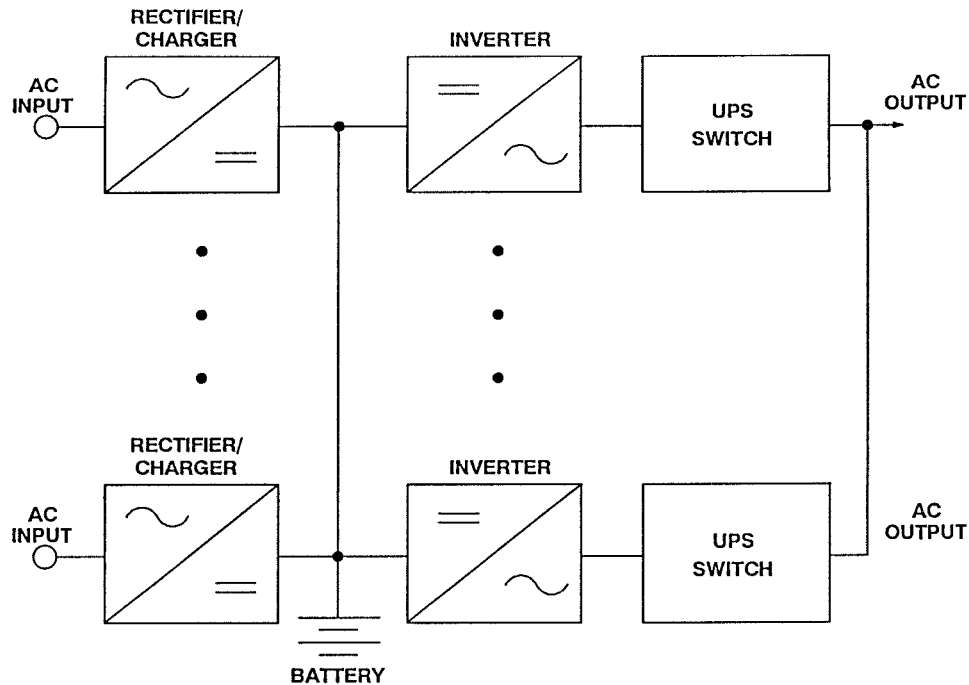 RECTIFIER/
CHARGER
INVERTER
AC
INPUT
UPS
SWITCH
AC
OUTPUT
RECTIFIER/
CHARGER
INVERTER
AC
INPUT
UPS
SWITCH
AC
OUTPUT
BATTERY